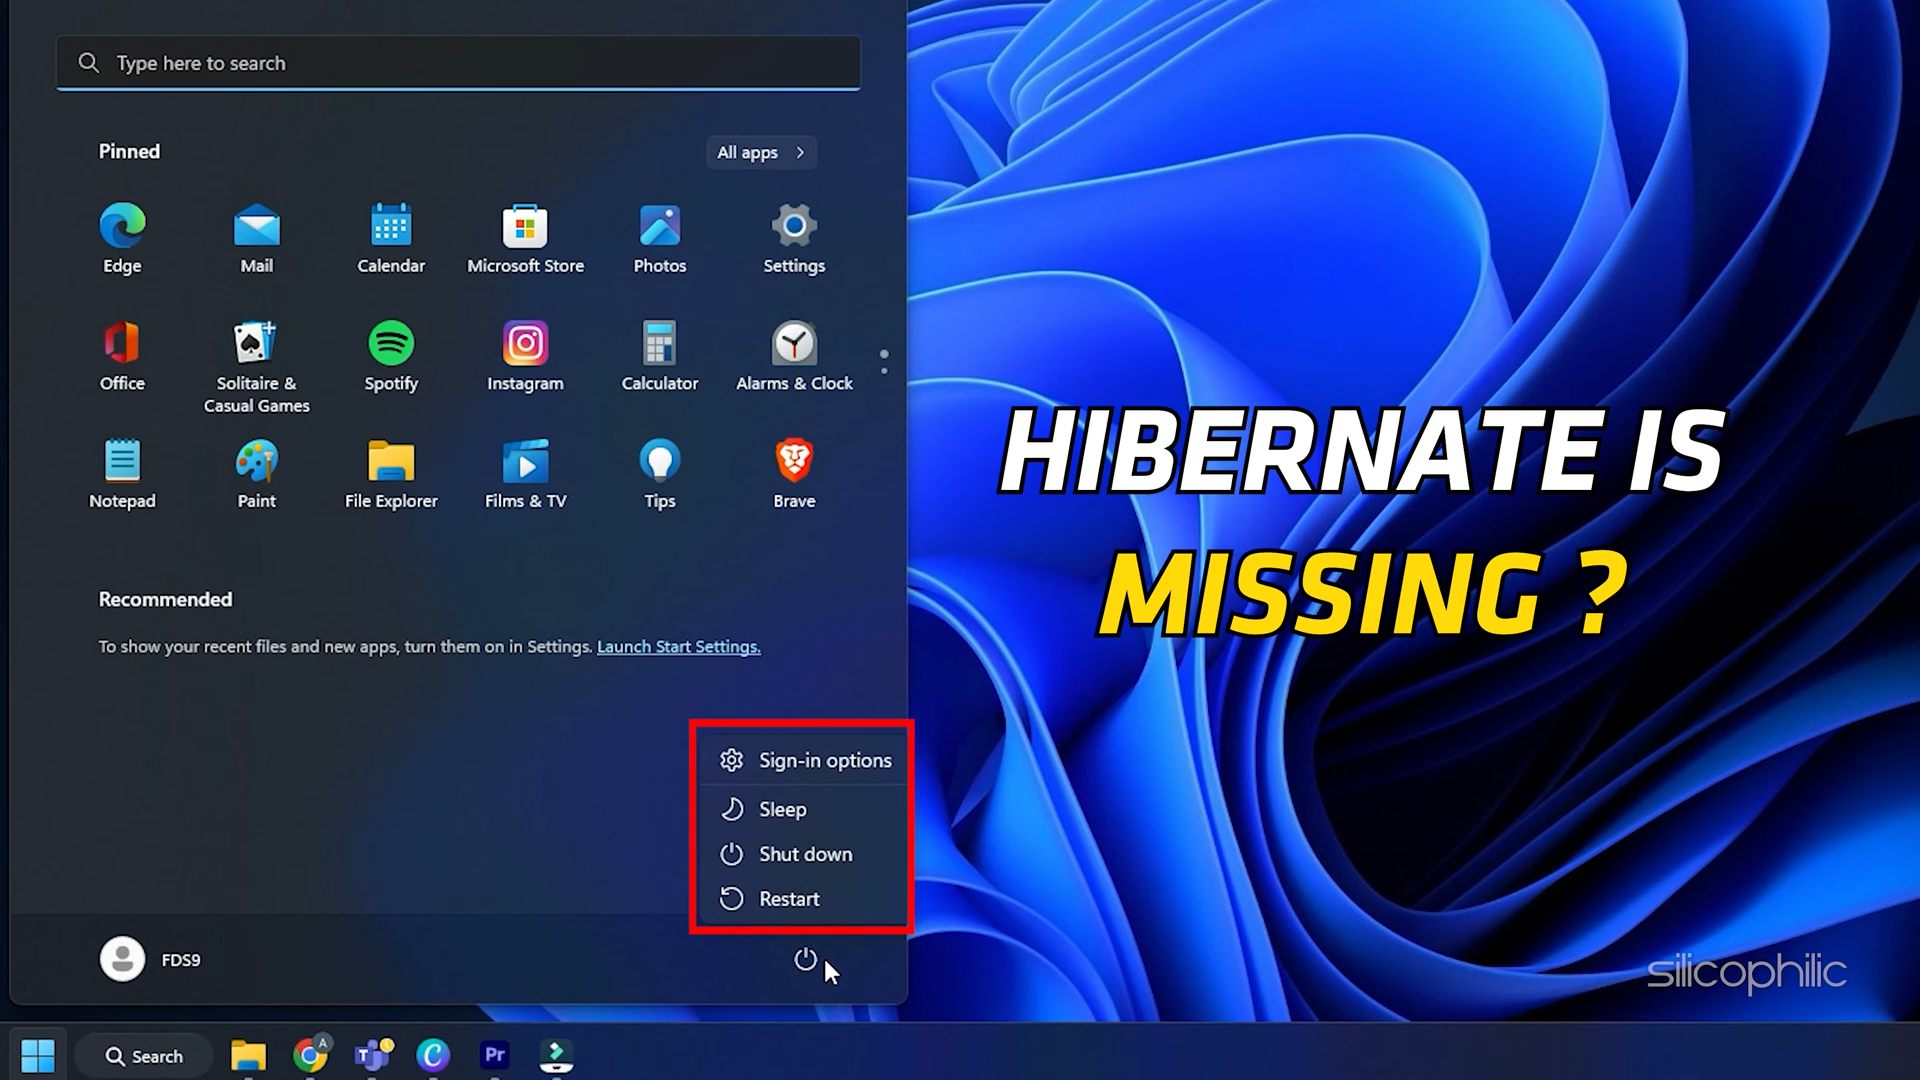 Type here to search
Pinned
All apps
Edge
Mail
Calendar
Microsoft Store
Photos
Settings
Office
Solitaire &
Casual Games
Spotify
Instagram
Calculator
Alarms & Clock
Notepad
Paint
File Explorer
Films & TV
Tips
Brave
Recommended
To show your recent files and new apps, turn them on in Settings. Launch Start Settings.
Sign-in options
Sleep
Shut down
Restart
FDS9
HIBERNATE IS
MISSING ?
silicophilic
Search
A
T
C
Pr